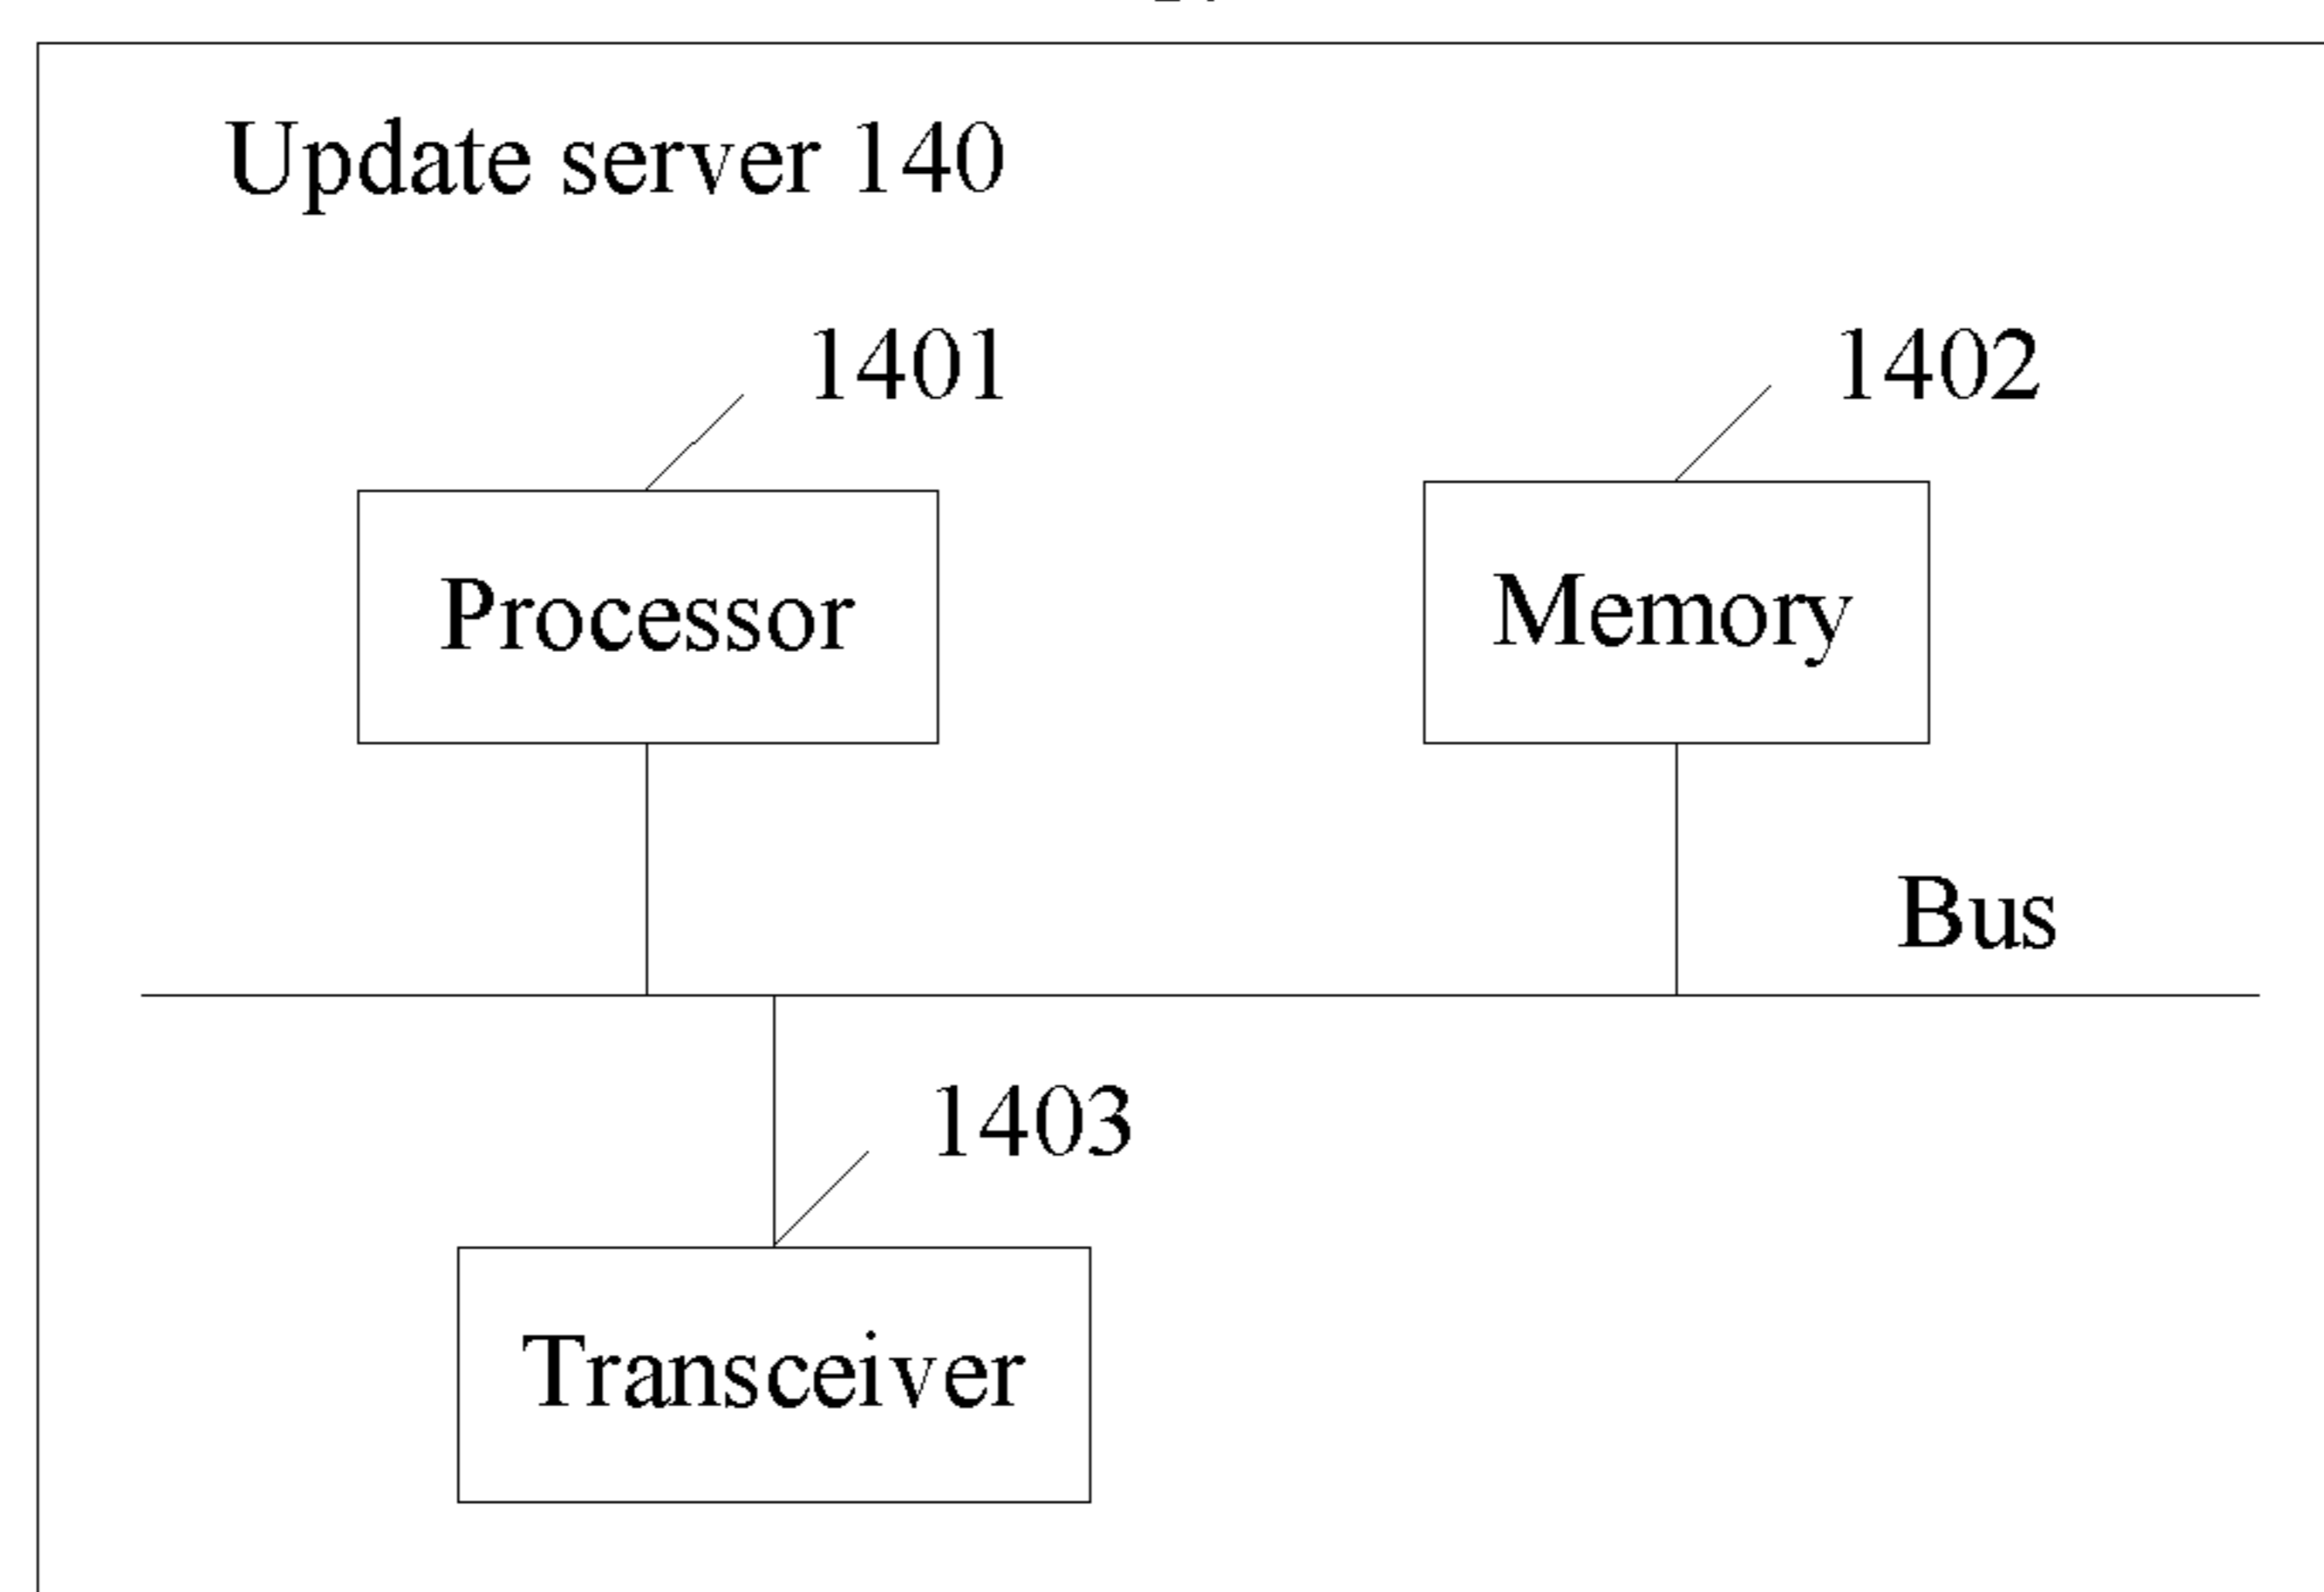 Update server 140
1401
1402
Processor
Memory
Bus
1403
Transceiver